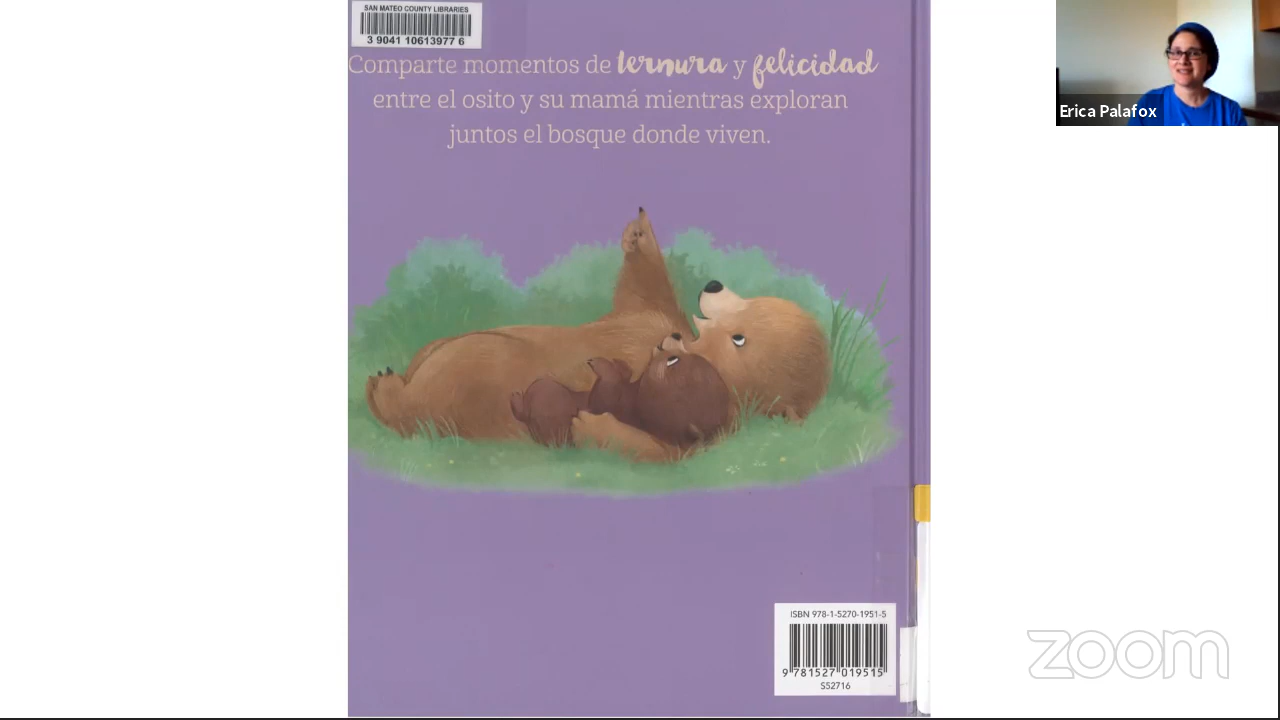 SAN MATEO COUNTY LIBRARIES
3 9041 10613977 6
Comparte momentos de ternura y felicidad
entre el osito y su mamá mientras exploran
juntos el bosque donde viven.
Erica Palafox
ISBN 978-1-5270-1951-5
9 781527 019515
S52716
zoom